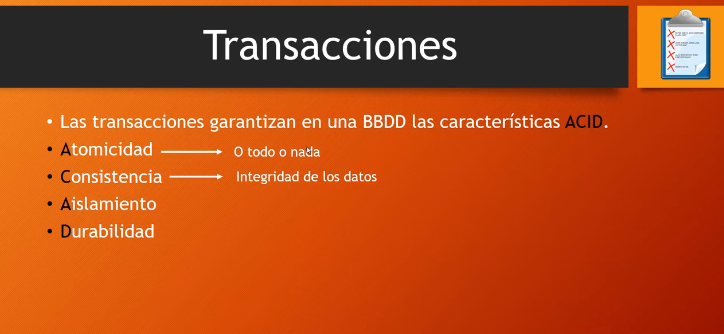 Transacciones
• Las transacciones garantizan en una BBDD las características ACID.
• Atomicidad O todo o nada
• Consistencia Integridad de los datos
• Aislamiento
• Durabilidad